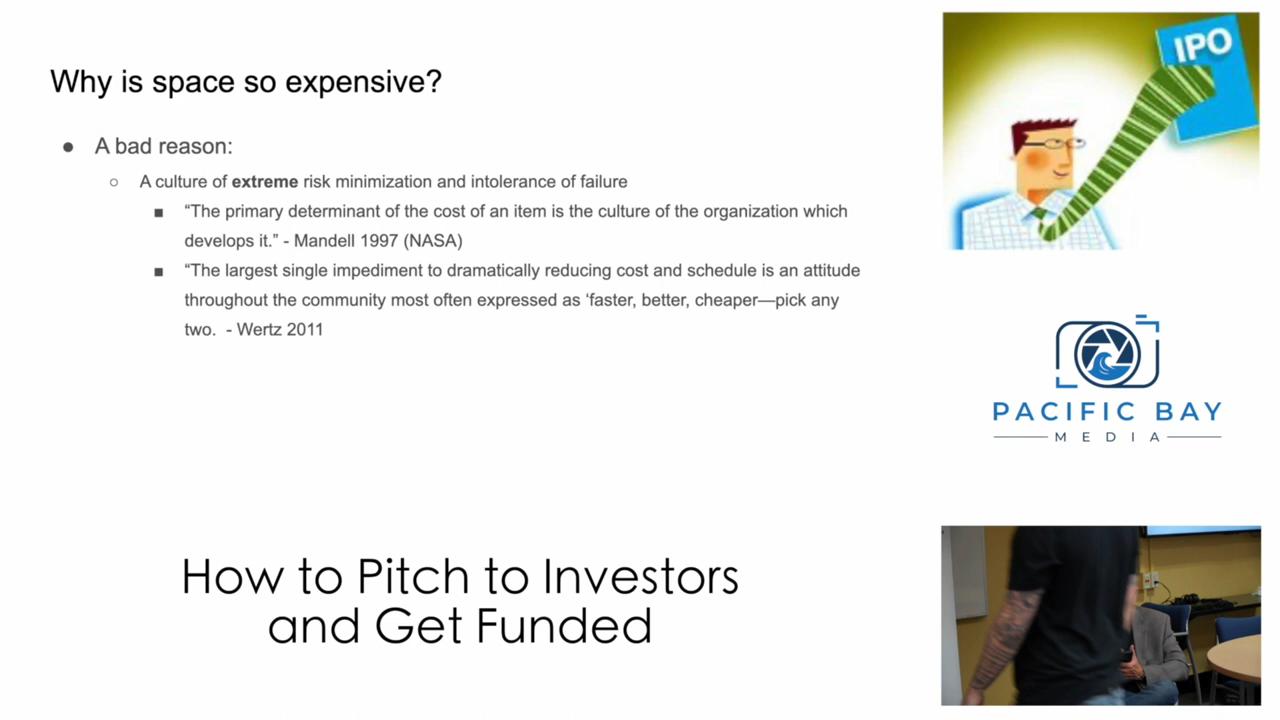 Why is space so expensive?
● A bad reason:
○ A culture of extreme risk minimization and intolerance of failure
■ “The primary determinant of the cost of an item is the culture of the organization which
develops it.” - Mandell 1997 (NASA)
■ “The largest single impediment to dramatically reducing cost and schedule is an attitude
throughout the community most often expressed as ‘faster, better, cheaper—pick any
two.  - Wertz 2011
IPO
PACIFIC BAY
MEDIA
How to Pitch to Investors
and Get Funded